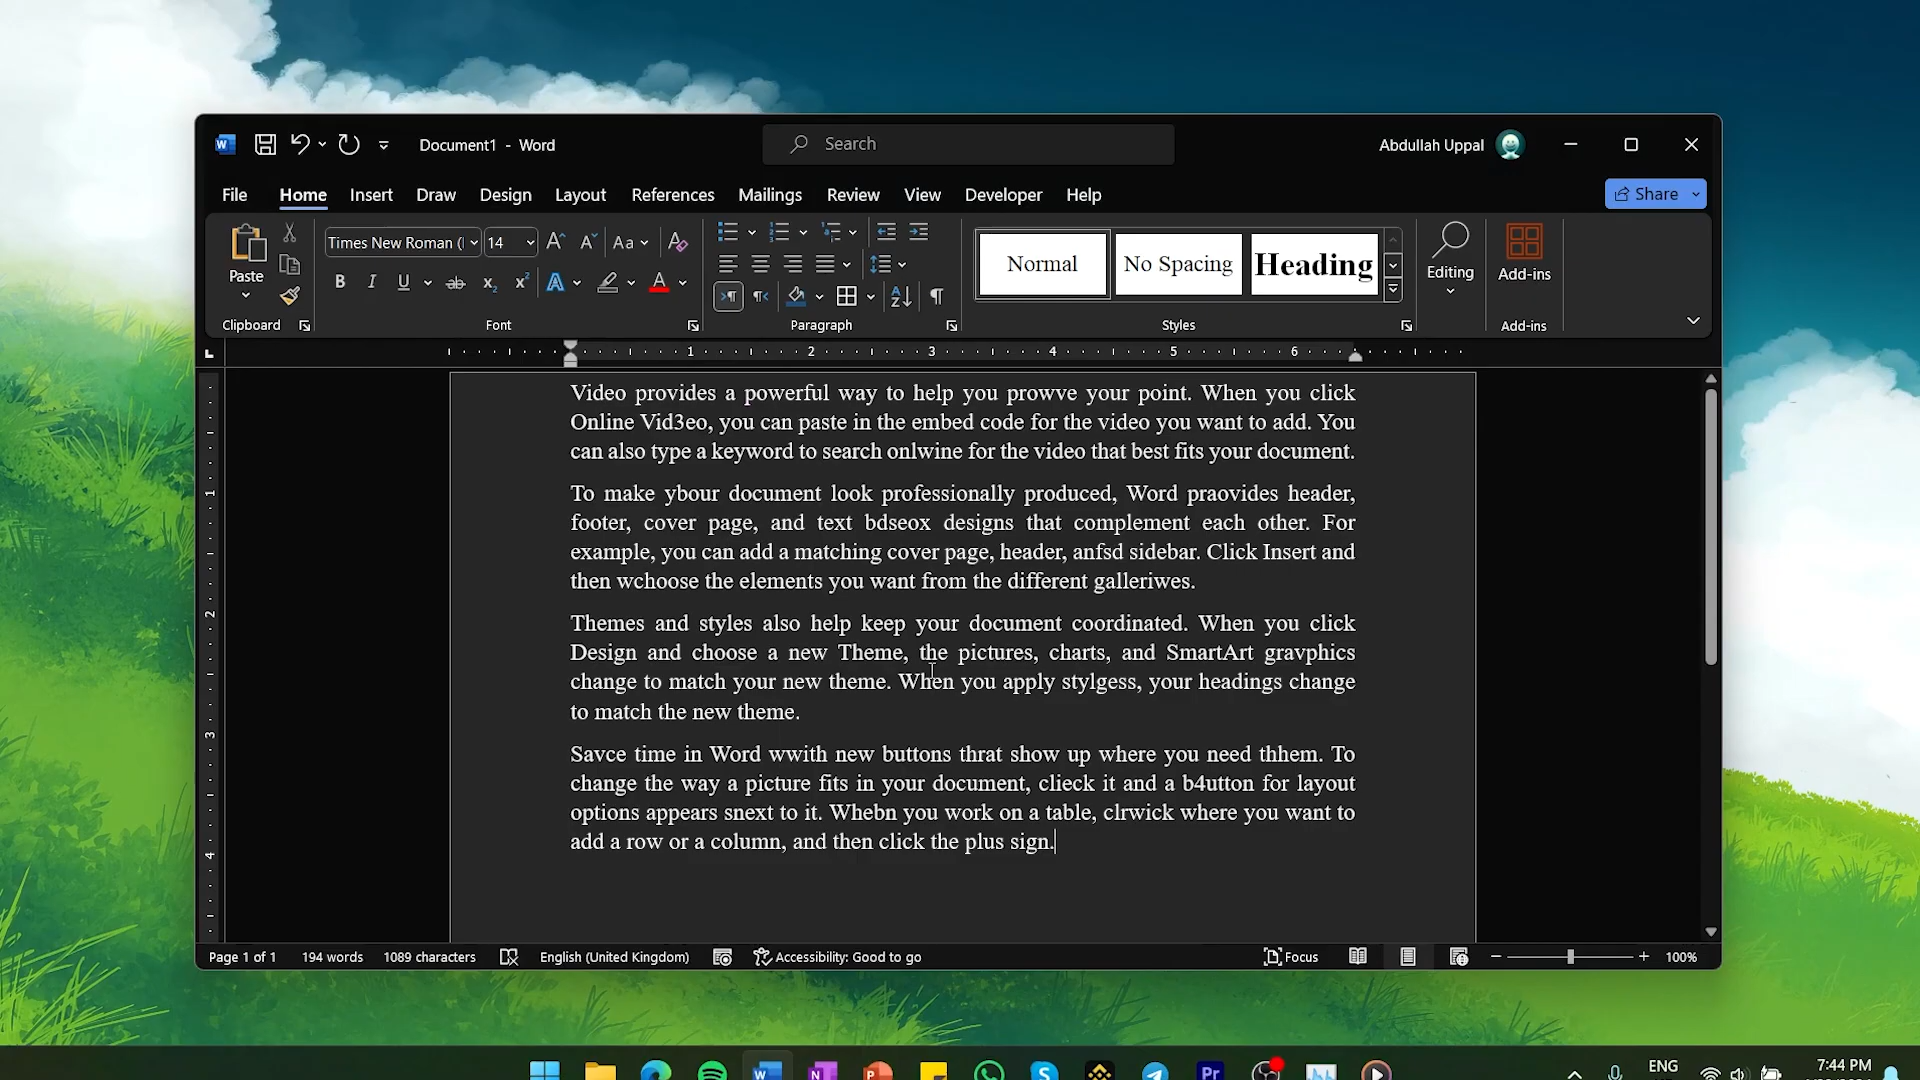 Document1 - Word
Search
Abdullah Uppal
File Home Insert Draw Design Layout References Mailings Review View Developer Help
Share
Paste
Times New Roman (
14
Aa
Normal
No Spacing
Heading
Editing
Add-ins
Clipboard
Font
Paragraph
Styles
Add-ins
1 2 3 4 5 6
Video provides a powerful way to help you prowve your point. When you click
Online Vid3eo, you can paste in the embed code for the video you want to add. You
can also type a keyword to search onlwine for the video that best fits your document.
To make ybour document look professionally produced, Word praovides header,
footer, cover page, and text bdseox designs that complement each other. For
example, you can add a matching cover page, header, anfsd sidebar. Click Insert and
then wchoose the elements you want from the different galleriwes.
Themes and styles also help keep your document coordinated. When you click
Design and choose a new Theme, the pictures, charts, and SmartArt gravphics
change to match your new theme. When you apply stylgess, your headings change
to match the new theme.
Savce time in Word wwith new buttons thrat show up where you need thhem. To
change the way a picture fits in your document, clieck it and a b4utton for layout
options appears snext to it. Whebn you work on a table, clrwick where you want to
add a row or a column, and then click the plus sign.
1
2
3
4
Page 1 of 1 194 words 1089 characters English (United Kingdom) Accessibility: Good to go Focus 100%
ENG
7:44 PM